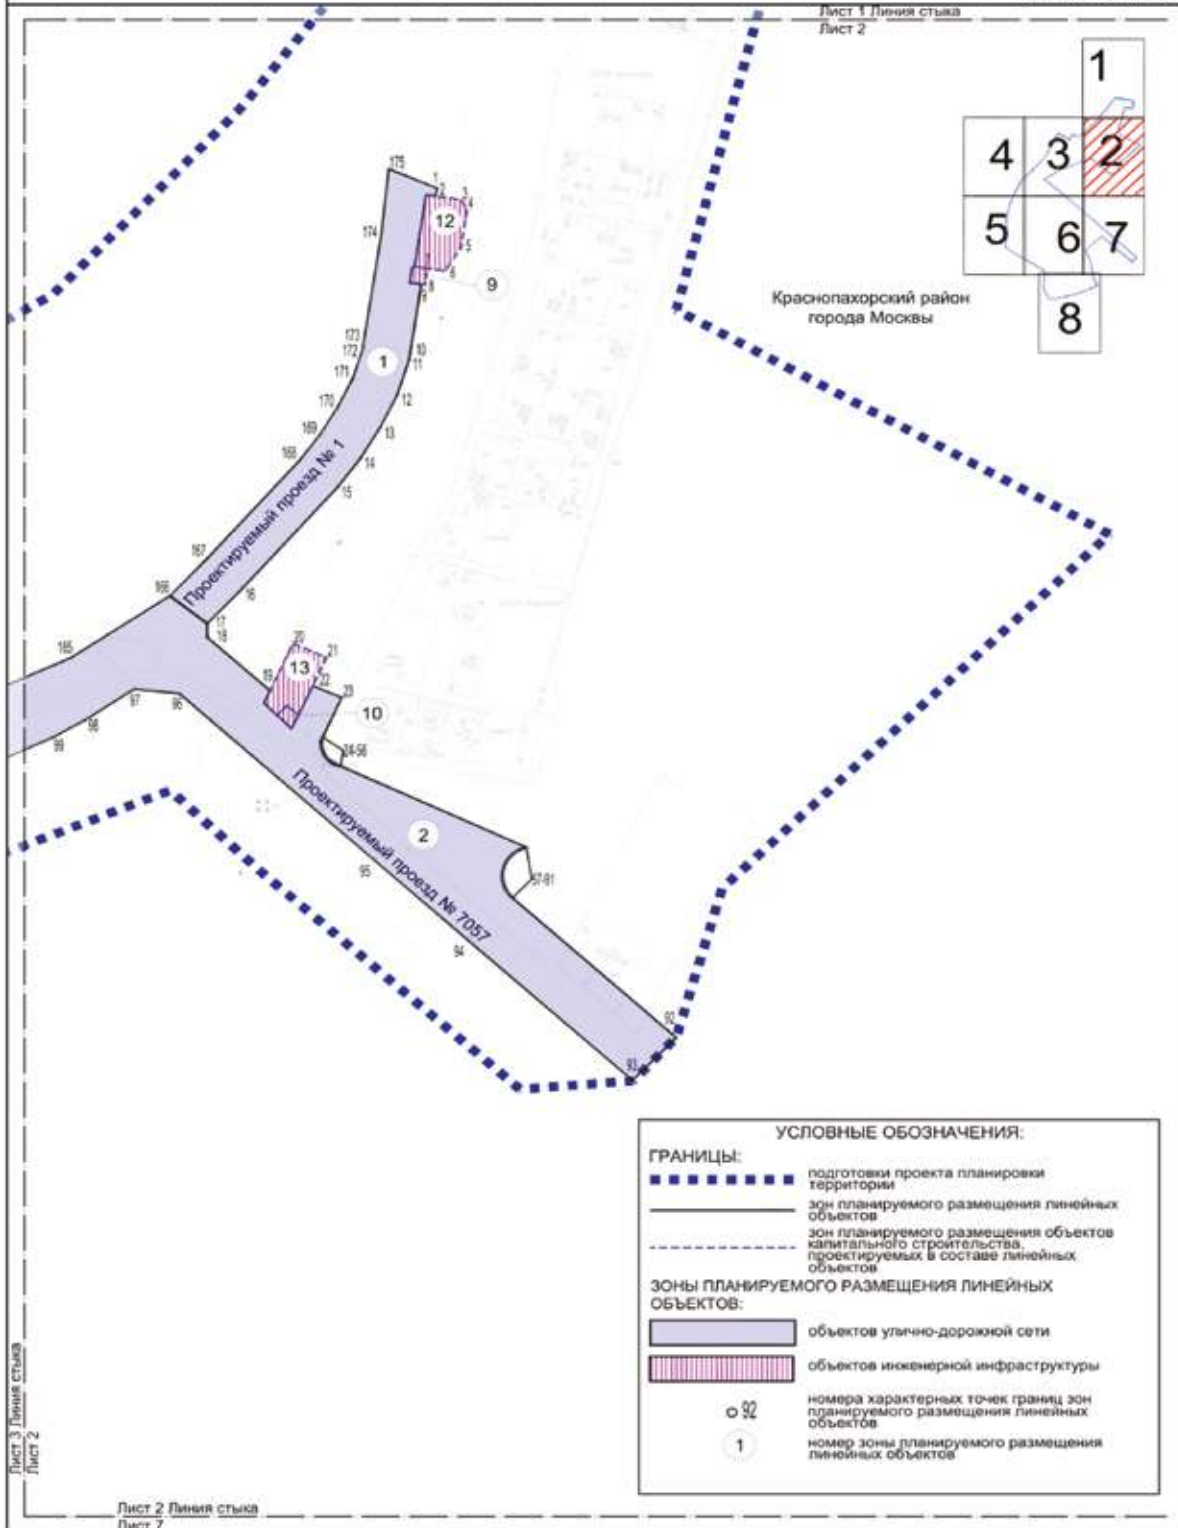 Лист 1 Линия стыка
Лист 2
1
4
3
2
5
6
7
8
Краснопахорский район
города Москвы
175
1
2
3
4
12
174
5
6
8
9
9
173
172
10
11
1
171
170
12
169
13
168
14
15
Проектируемый проезд № 1
167
166
16
17
18
165
20
21
13
19
22
23
97
96
10
98
99
24-56
Проектируемый проезд № 7057
2
95
57-91
94
92
93
УСЛОВНЫЕ ОБОЗНАЧЕНИЯ:
ГРАНИЦЫ:
подготовки проекта планировки
территории
зон планируемого размещения линейных
объектов
зон планируемого размещения объектов
капитального строительства,
проектируемых в составе линейных
объектов
ЗОНЫ ПЛАНИРУЕМОГО РАЗМЕЩЕНИЯ ЛИНЕЙНЫХ
ОБЪЕКТОВ:
объектов улично-дорожной сети
объектов инженерной инфраструктуры
92
номера характерных точек границ зон
планируемого размещения линейных
объектов
1
номер зоны планируемого размещения
линейных объектов
Лист 3 Линия стыка
Лист 2
Лист 2 Линия стыка
Лист 7